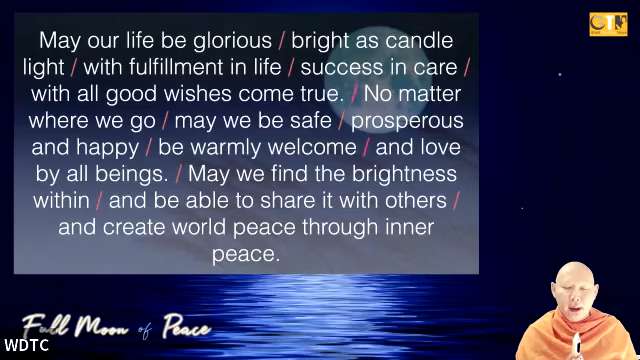 May our life be glorious / bright as candle
light / with fulfillment in life / success in care /
with all good wishes come true. / No matter
where we go / may we be safe / prosperous
and happy / be warmly welcome / and love
by all beings. / May we find the brightness
within / and be able to share it with others /
and create world peace through inner
peace.
Full Moon of Peace
WDTC